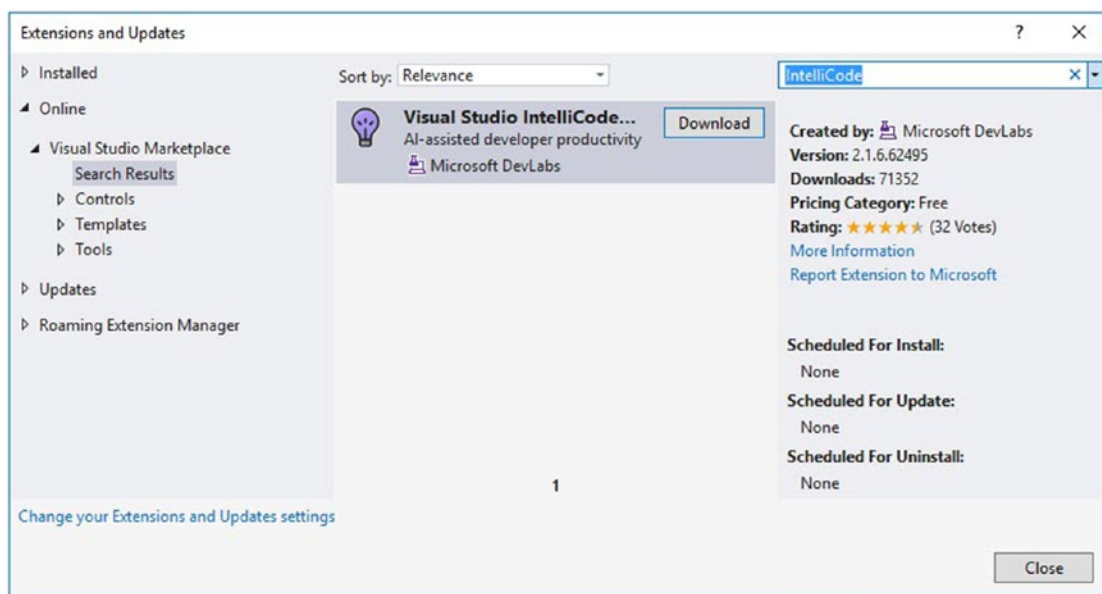 Extensions and Updates
? 
Installed
Online
Visual Studio Marketplace
Search Results
Controls
Templates
Tools
Updates
Roaming Extension Manager
Change your Extensions and Updates settings
Sort by: Relevance
Visual Studio IntelliCode...
AI-assisted developer productivity
Microsoft DevLabs
Download
1
IntelliCode
Created by: Microsoft DevLabs
Version: 2.1.6.62495
Downloads: 71352
Pricing Category: Free
Rating: (32 Votes)
More Information
Report Extension to Microsoft
Scheduled For Install:
None
Scheduled For Update:
None
Scheduled For Uninstall:
None
Close